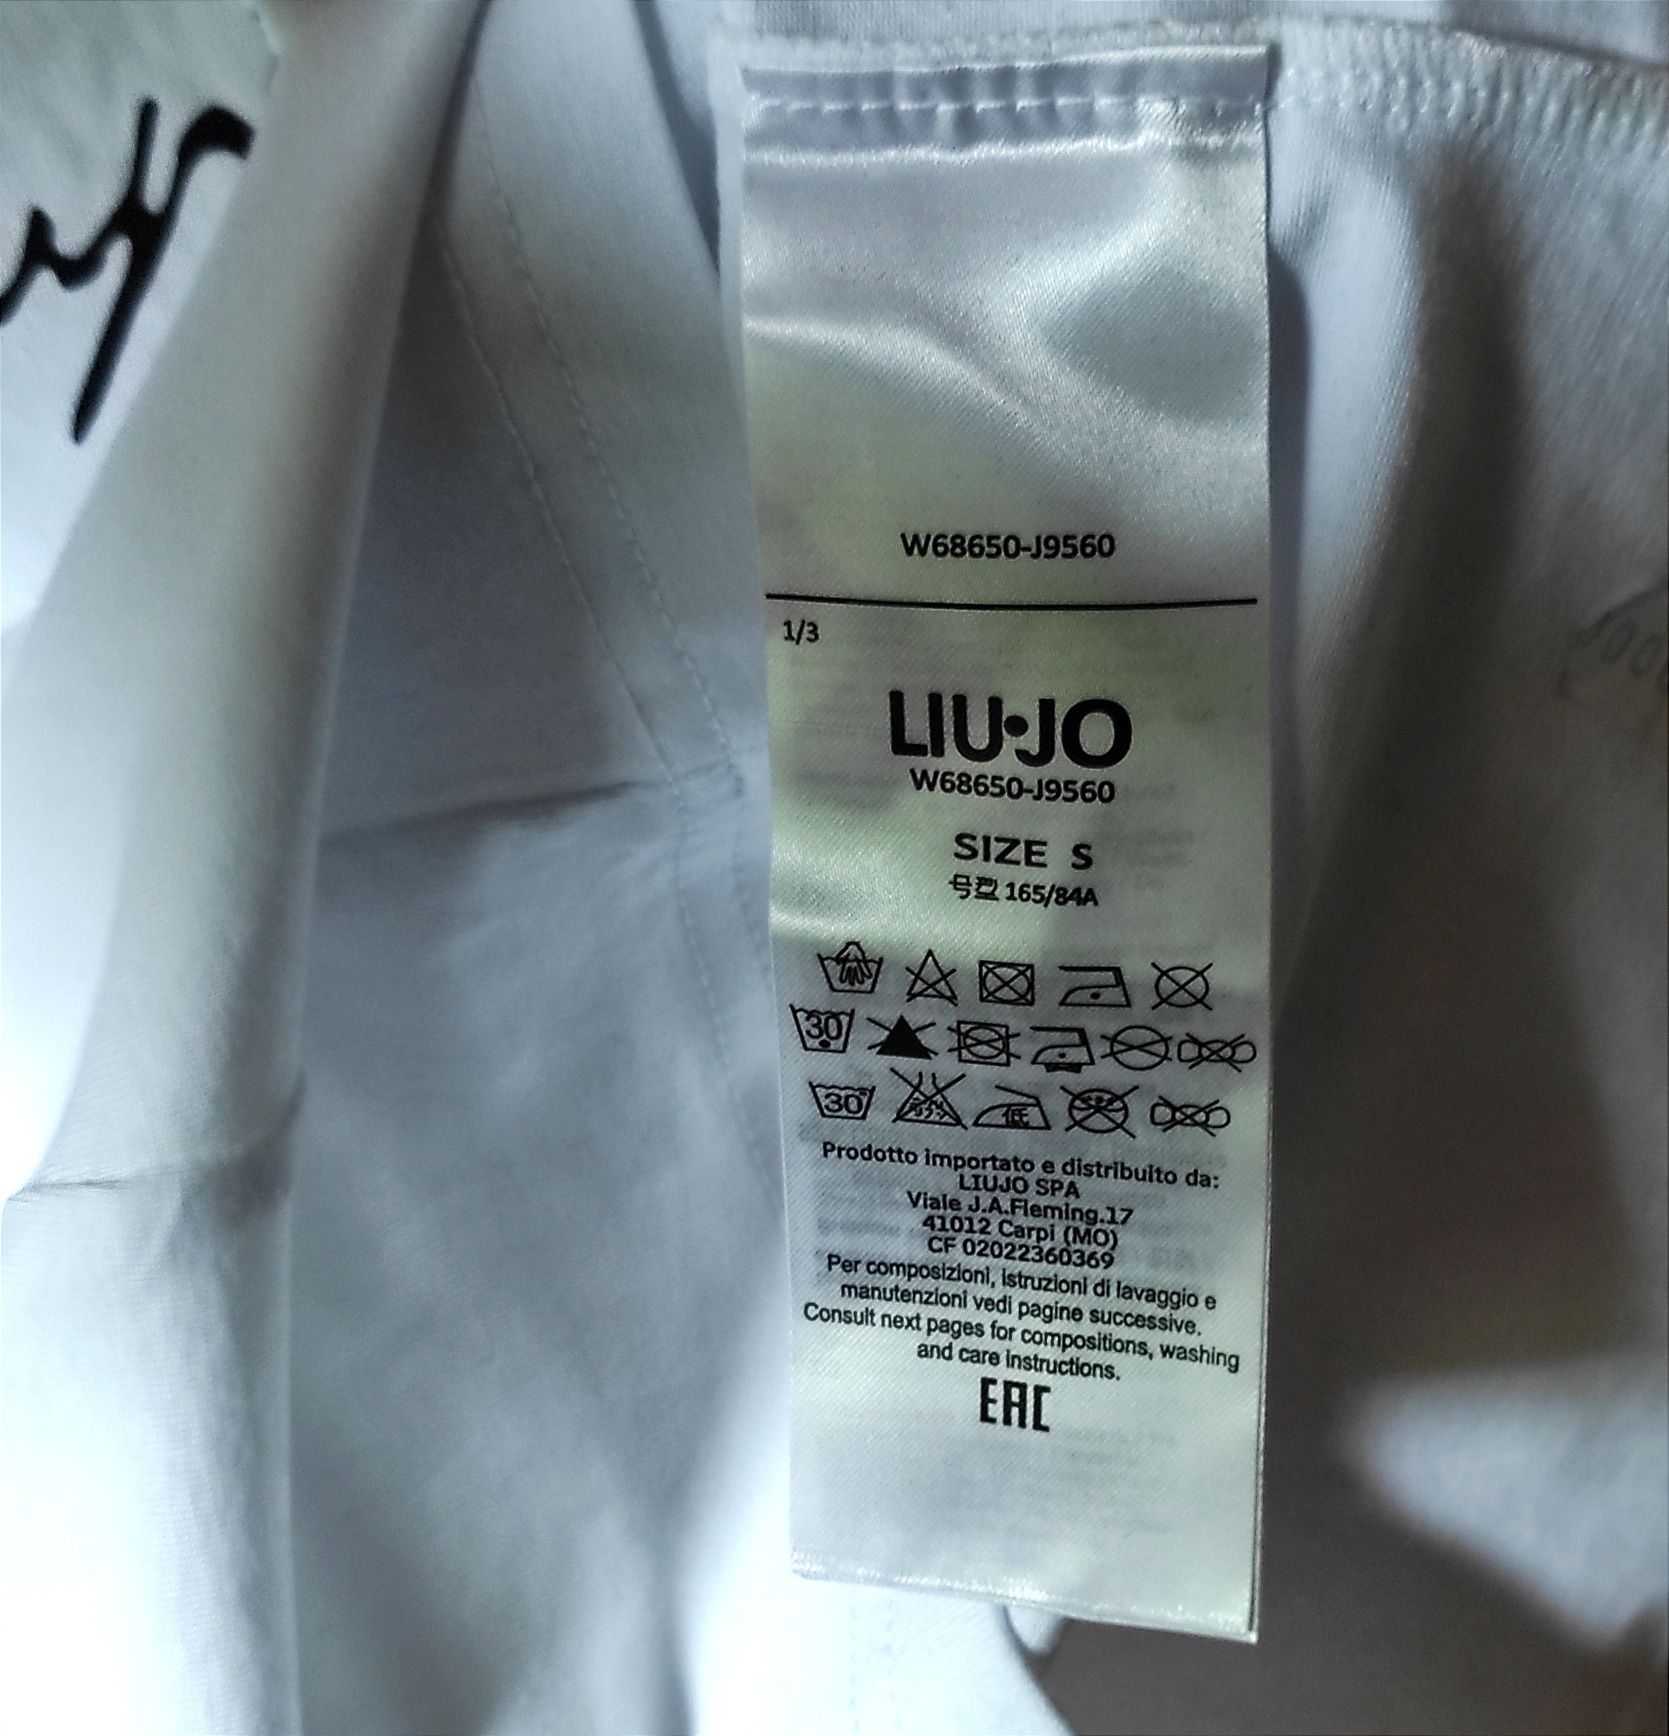 W68650-J9560
1/3
LIU·JO
W68650-J9560
SIZE S
号型 165/84A
30
30
低
Prodotto importato e distribuito da:
LIUJO SPA
Viale J.A.Fleming.17
41012 Carpi (MO)
CF 02022360369
Per composizioni, istruzioni di lavaggio e
manutenzioni vedi pagine successive.
Consult next pages for compositions, washing
and care instructions.
EAC